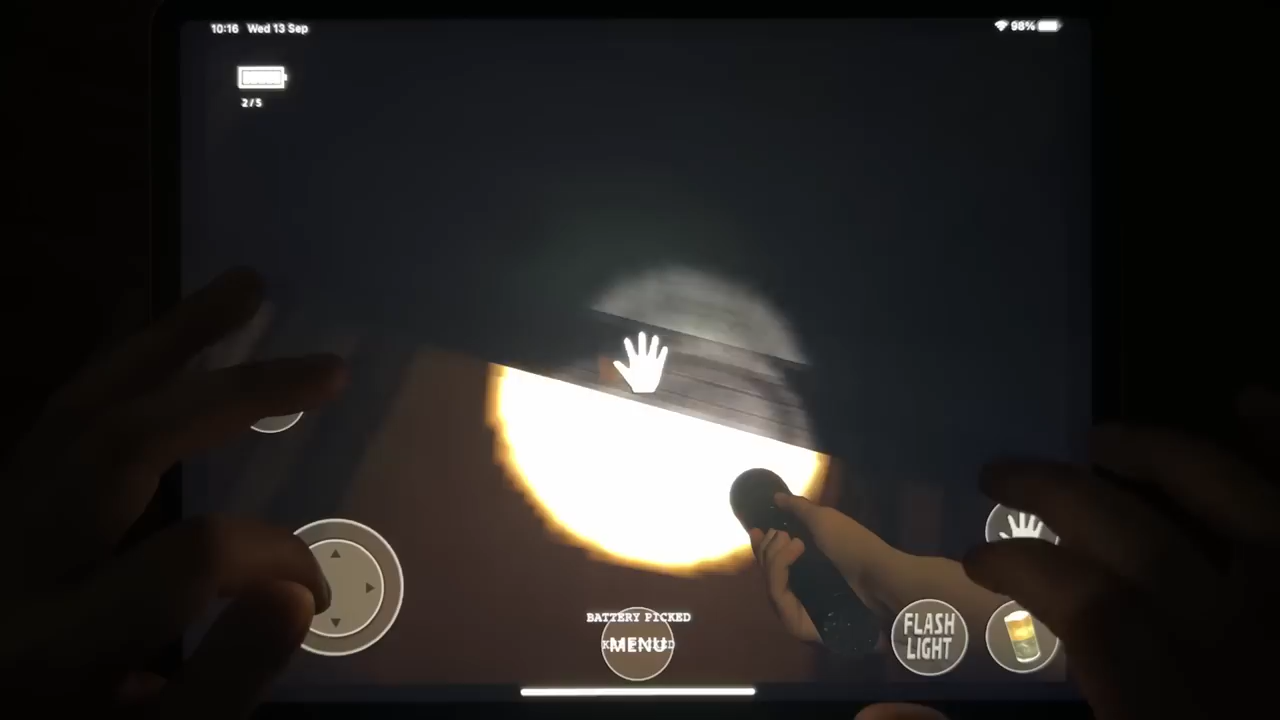 10:16 Wed 13 Sep
98%
2/5
BATTERY PICKED
MENU
FLASH
LIGHT